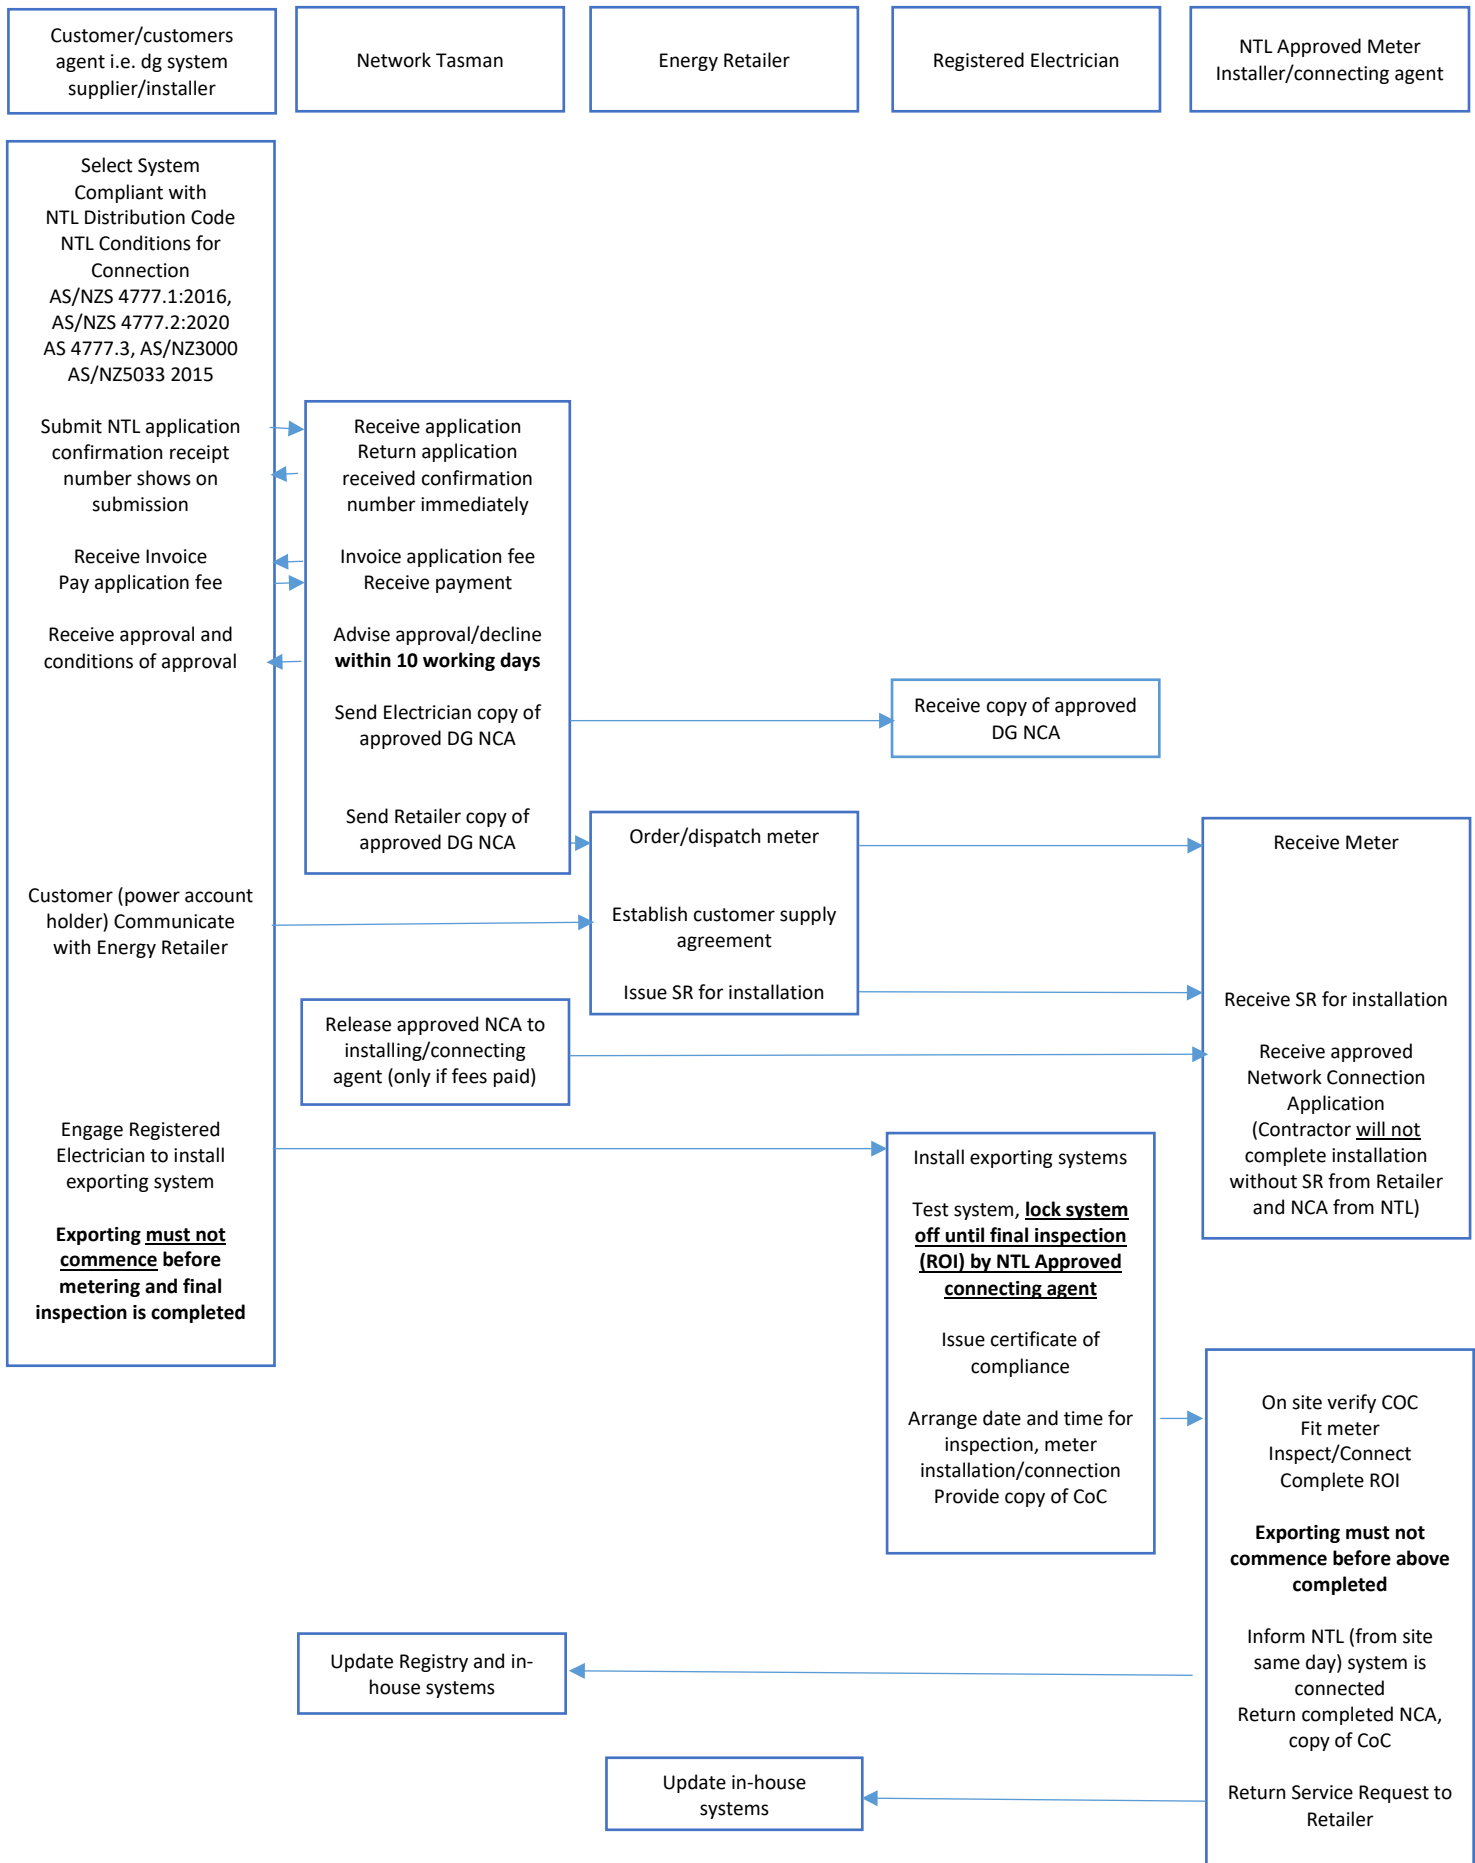 Customer/customers
agent i.e. dg system
supplier/installer
Network Tasman
Energy Retailer
Registered Electrician
NTL Approved Meter
Installer/connecting agent
Select System
Compliant with
NTL Distribution Code
NTL Conditions for
Connection
AS/NZS 4777.1:2016,
AS/NZS 4777.2:2020
AS 4777.3, AS/NZ3000
AS/NZ5033 2015
Submit NTL application
confirmation receipt
number shows on
submission
Receive Invoice
Pay application fee
Receive approval and
conditions of approval
Customer (power account
holder) Communicate
with Energy Retailer
Engage Registered
Electrician to install
exporting system
Exporting must not
commence before
metering and final
inspection is completed
Receive application
Return application
received confirmation
number immediately
Invoice application fee
Receive payment
Advise approval/decline
within 10 working days
Send Electrician copy of
approved DG NCA
Send Retailer copy of
approved DG NCA
Receive copy of approved
DG NCA
Order/dispatch meter
Establish customer supply
agreement
Issue SR for installation
Release approved NCA to
installing/connecting
agent (only if fees paid)
Receive Meter
Receive SR for installation
Receive approved
Network Connection
Application
(Contractor will not
complete installation
without SR from Retailer
and NCA from NTL)
Install exporting systems
Test system, lock system
off until final inspection
(ROI) by NTL Approved
connecting agent
Issue certificate of
compliance
Arrange date and time for
inspection, meter
installation/connection
Provide copy of CoC
On site verify COC
Fit meter
Inspect/Connect
Complete ROI
Exporting must not
commence before above
completed
Inform NTL (from site
same day) system is
connected
Return completed NCA,
copy of CoC
Return Service Request to
Retailer
Update Registry and in-
house systems
Update in-house
systems